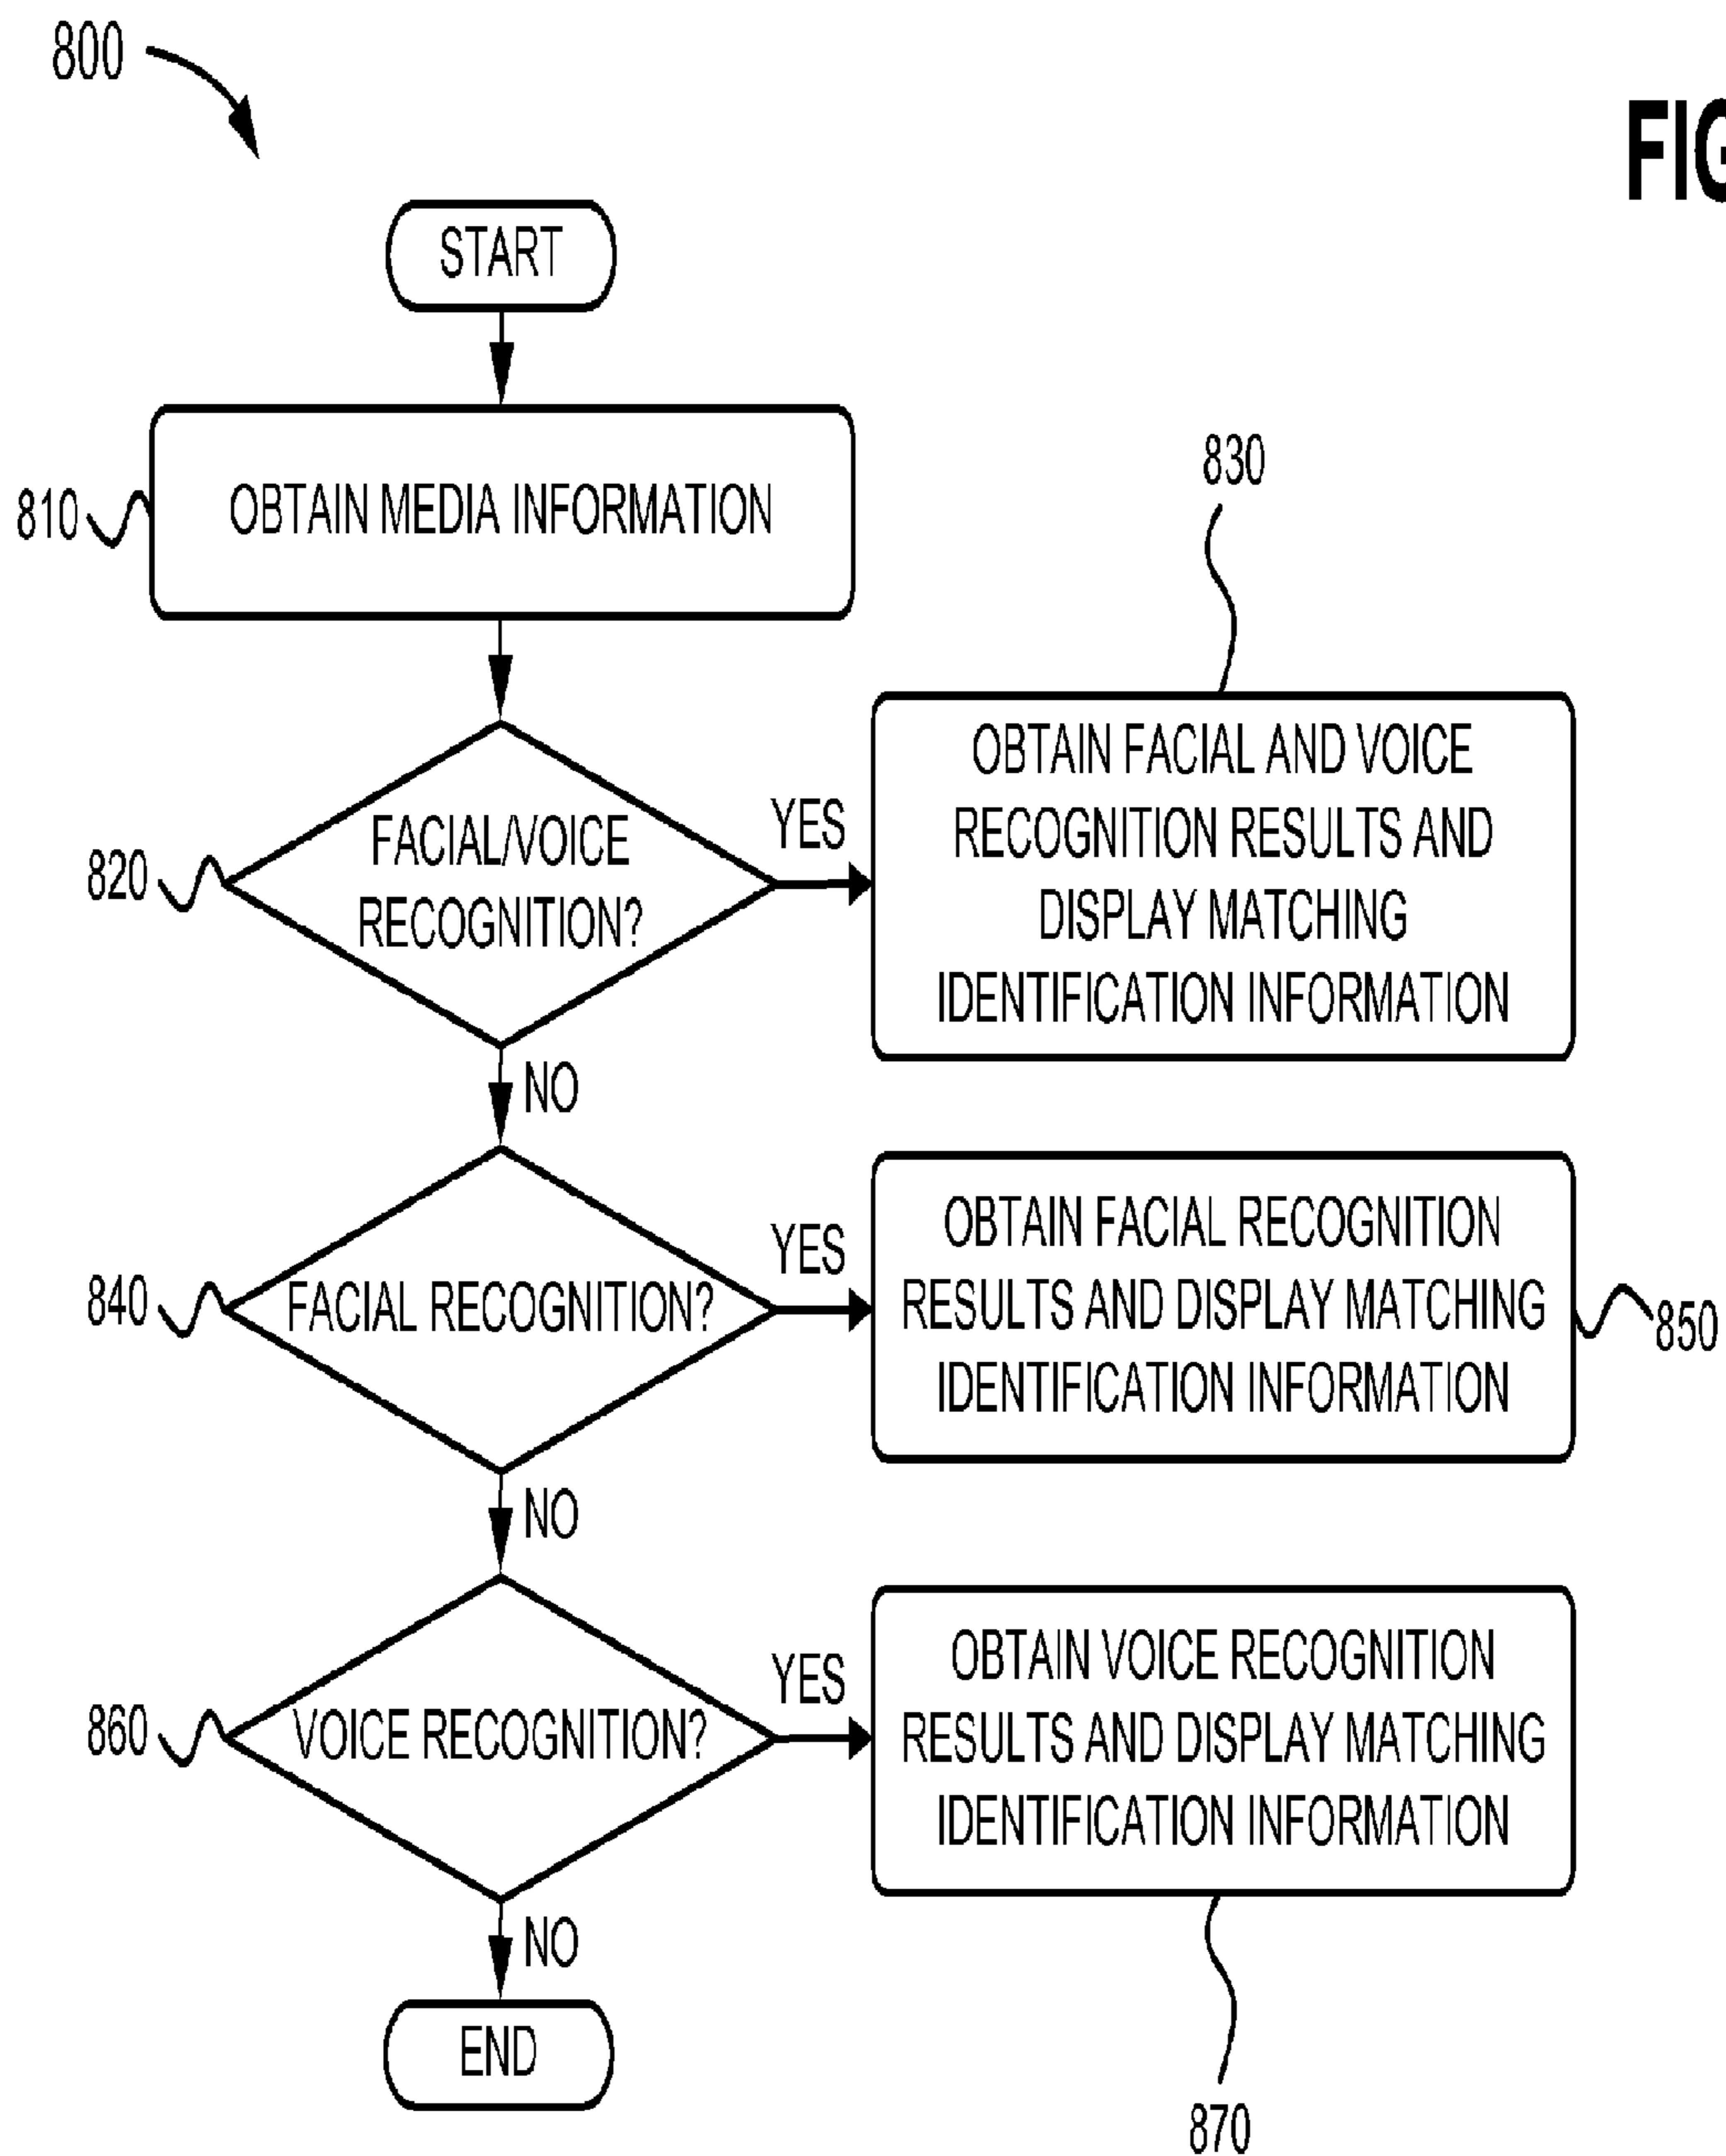 800
FIG
START
810
OBTAIN MEDIA INFORMATION
830
820
FACIAL/VOICE
RECOGNITION?
YES
OBTAIN FACIAL AND VOICE
RECOGNITION RESULTS AND
DISPLAY MATCHING
IDENTIFICATION INFORMATION
NO
840
FACIAL RECOGNITION?
YES
OBTAIN FACIAL RECOGNITION
RESULTS AND DISPLAY MATCHING
IDENTIFICATION INFORMATION
850
NO
860
VOICE RECOGNITION?
YES
OBTAIN VOICE RECOGNITION
RESULTS AND DISPLAY MATCHING
IDENTIFICATION INFORMATION
870
NO
END